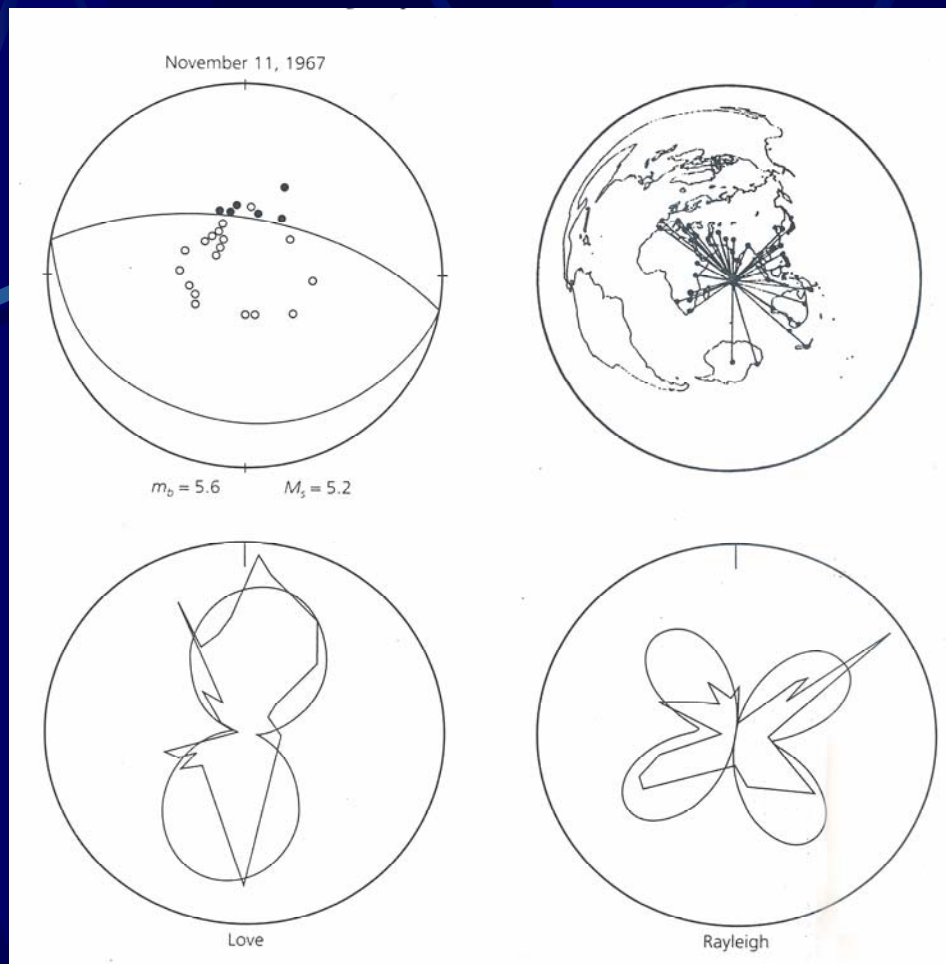 November 11, 1967
m_b = 5.6 M_s = 5.2
Love
Rayleigh